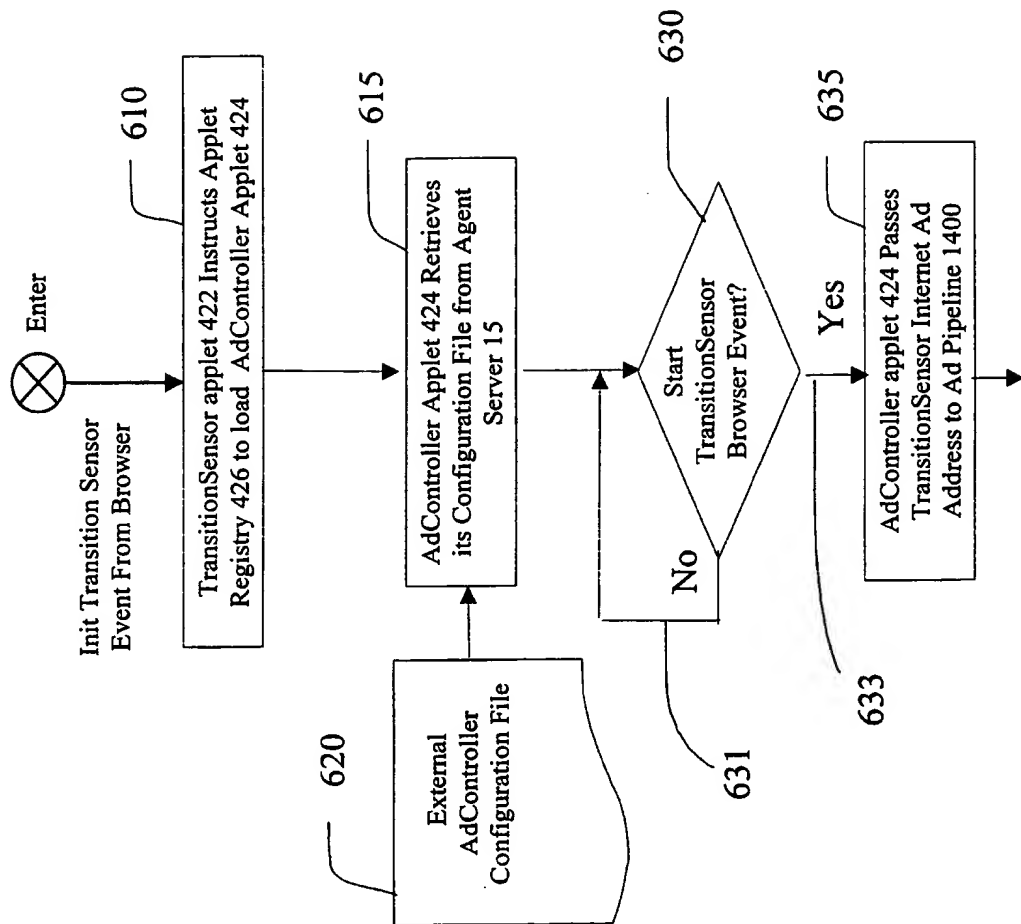 Enter
Init Transition Sensor
Event From Browser
610
TransitionSensor applet 422 Instructs Applet
Registry 426 to load AdController Applet 424
615
AdController Applet 424 Retrieves
its Configuration File from Agent
Server 15
620
External
AdController
Configuration File
630
Start
TransitionSensor
Browser Event?
No
631
Yes
633
635
AdController applet 424 Passes
TransitionSensor Internet Ad
Address to Ad Pipeline 1400